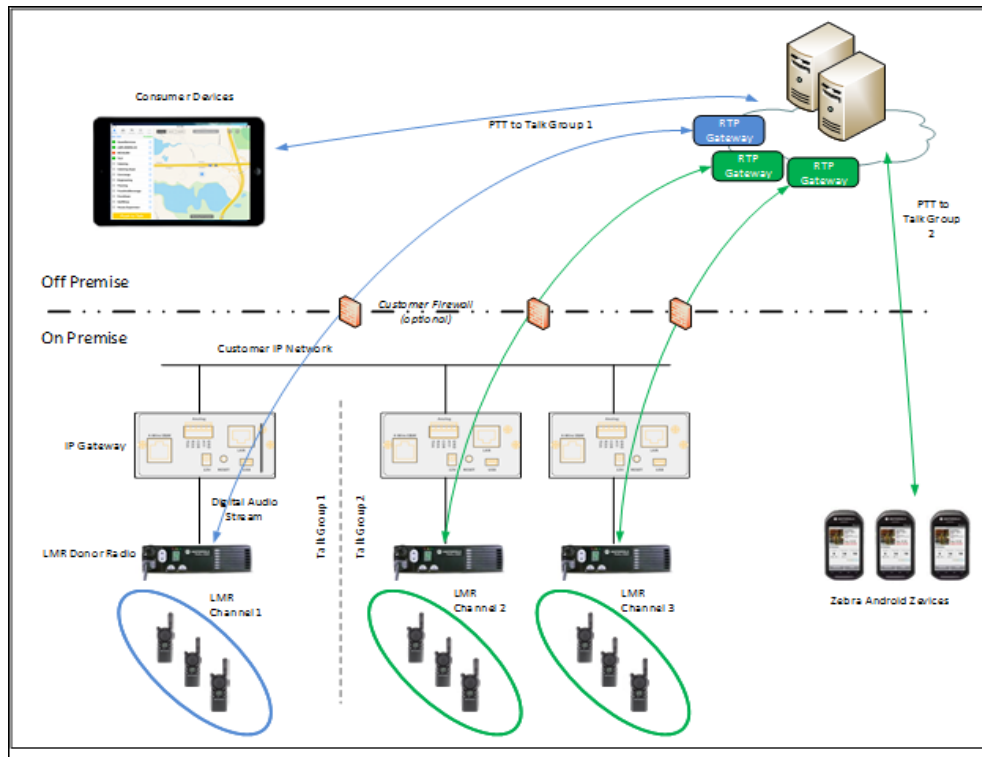 Consumer Devices
PTT to Talk Group 1
RTP
Gateway
RTP
Gateway
RTP
Gateway
PTT to
Talk Group
2
Off Premise
Customer Firewall
(optional)
On Premise
Customer IP Network
IP Gateway
Digital Audio
Stream
Talk Group 1
Talk Group 2
LMR Donor Radio
LMR
Channel 1
LMR
Channel 2
LMR
Channel 3
Zebra Android Zevices